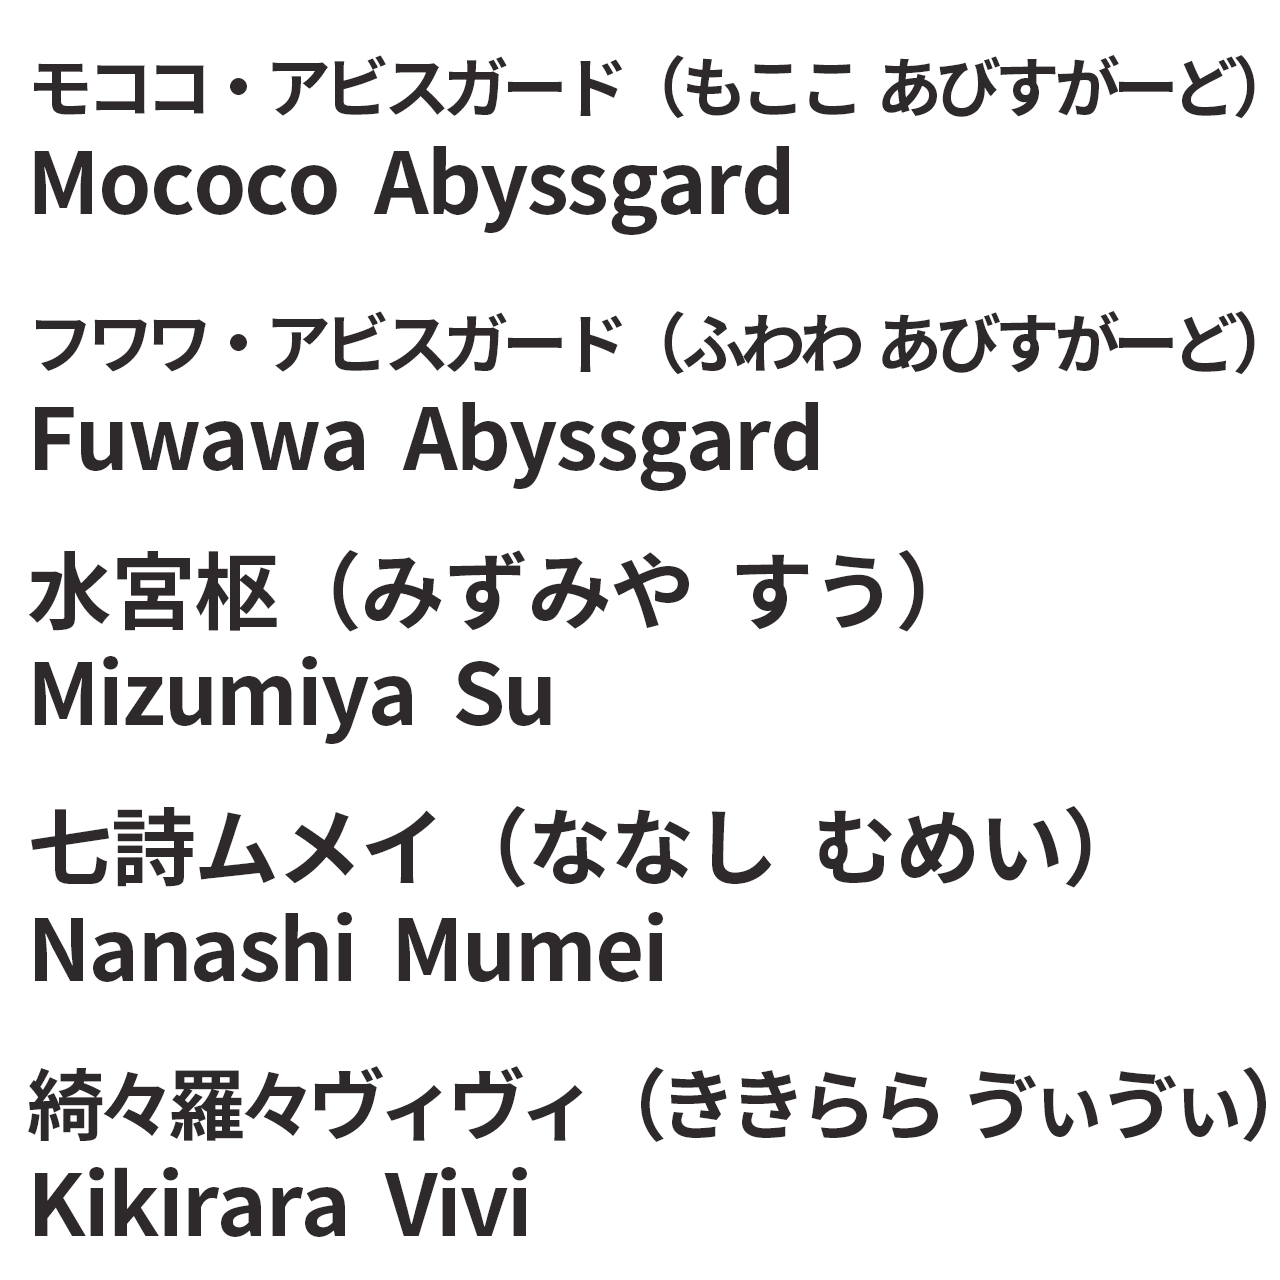 モココ・アビスガード（もここ あびすがーど）
Mococo Abyssgard
フワワ・アビスガード（ふわわ あびすがーど）
Fuwawa Abyssgard
水宮枢（みずみや すう）
Mizumiya Su
七詩ムメイ（ななし むめい）
Nanashi Mumei
綺々羅々ヴィヴィ（ききらら ゔぃゔぃ）
Kikirara Vivi